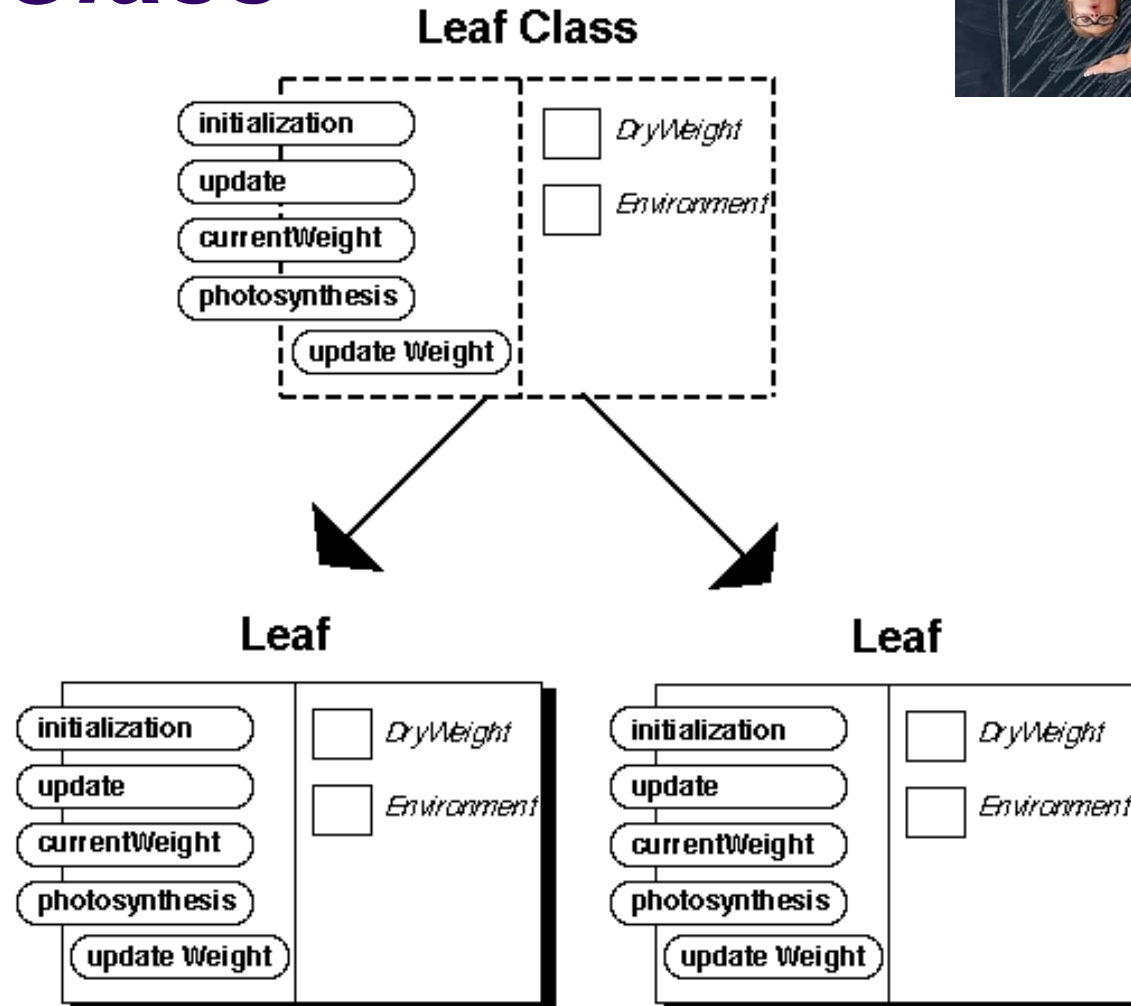 Class
Leaf Class
initialization
update
currentWeight
photosynthesis
update Weight
DryWeight
Environment
Leaf
initialization
update
currentWeight
photosynthesis
update Weight
DryWeight
Environment
Leaf
initialization
update
currentWeight
photosynthesis
update Weight
DryWeight
Environment